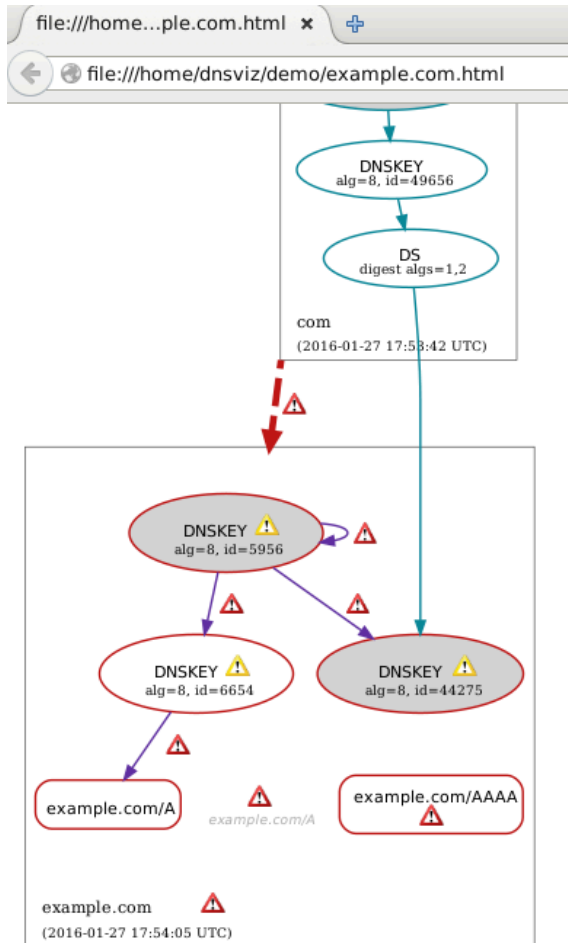 file:///home...ple.com.html
file:///home/dnsviz/demo/example.com.html
DNSKEY
alg=8, id=49656
DS
digest algs=1,2
com
(2016-01-27 17:53:42 UTC)
DNSKEY
alg=8, id=5956
DNSKEY
alg=8, id=6654
DNSKEY
alg=8, id=44275
example.com/A
example.com/A
example.com/AAAA
example.com
(2016-01-27 17:54:05 UTC)